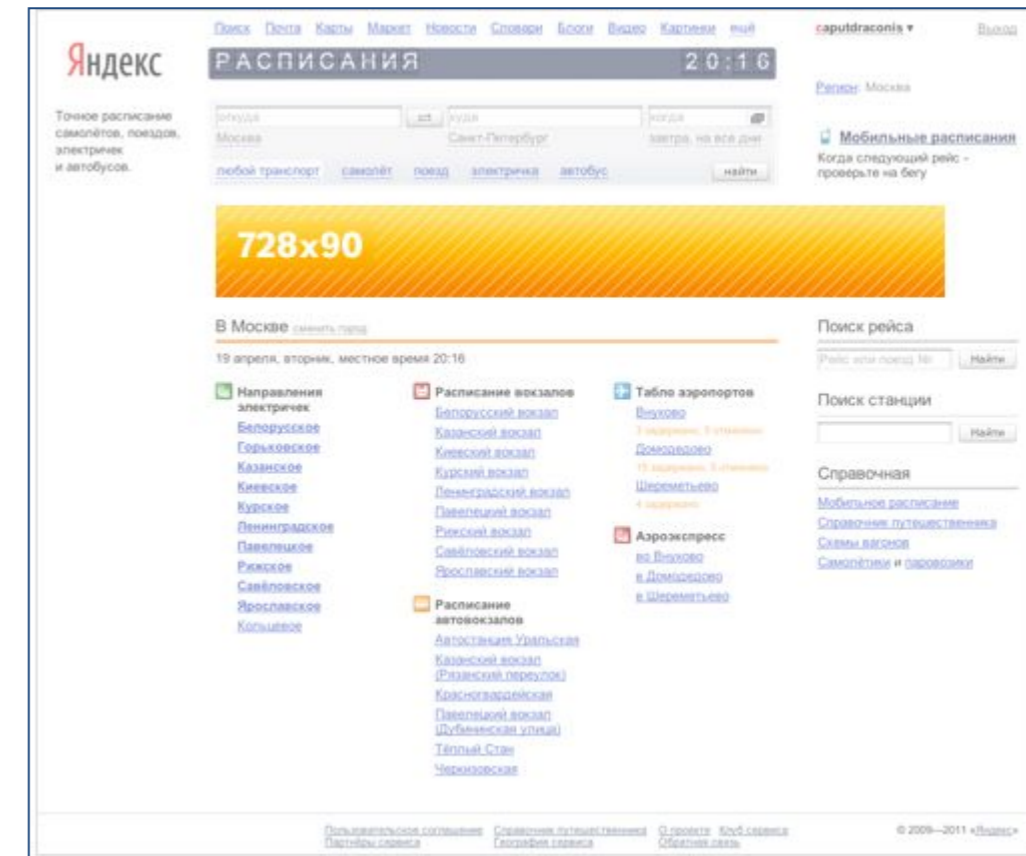 Поиск Почта Карты Маркет Новости Словари Блоги Видео Картинки ещё
caputdraconis ▾
Выход
Яндекс
РАСПИСАНИЯ 20:16
Регион: Москва
Точное расписание
самолётов, поездов,
электричек
и автобусов.
откуда куда когда
Москва Санкт-Петербург завтра, на все дни
любой транспорт самолёт поезд электричка автобус найти
Мобильные расписания
Когда следующий рейс –
проверьте на бегу
728x90
В Москве сменить город
19 апреля, вторник, местное время 20:16
Направления
электричек
Белорусское
Горьковское
Казанское
Киевское
Курское
Ленинградское
Павелецкое
Рижское
Савёловское
Ярославское
Кольцевое
Расписание вокзалов
Белорусский вокзал
Казанский вокзал
Киевский вокзал
Курский вокзал
Ленинградский вокзал
Павелецкий вокзал
Рижский вокзал
Савёловский вокзал
Ярославский вокзал
Расписание
автовокзалов
Автостанция Уральская
Казанский вокзал
(Рязанский переулок)
Красногвардейская
Павелецкий вокзал
(Дубининская улица)
Тёплый Стан
Черкизовская
Табло аэропортов
Внуково
Домодедово
Шереметьево
4 задержано
Аэроэкспресс
во Внуково
в Домодедово
в Шереметьево
Поиск рейса
Рейс или поезд № Найти
Поиск станции
Найти
Справочная
Мобильное расписание
Справочник путешественника
Схемы вагонов
Самолётики и паровозики
Пользовательское соглашение Справочник путешественника О проекте Клуб сервиса
Партнёры сервиса География сервиса Обратная связь
© 2009—2011 «Яндекс»